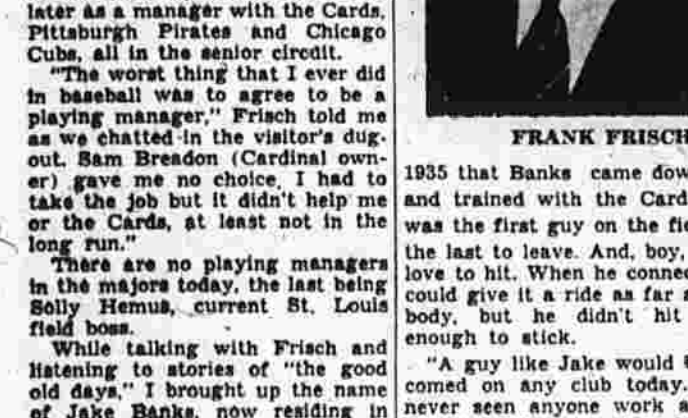 later as a manager with the Cards,
Pittsburgh Pirates and Chicago
Cubs, all in the senior circuit.
"The worst thing that I ever did
in baseball was to agree to be a
playing manager," Frisch told me
as we chatted in the visitor's dug-
out. Sam Breadon (Cardinal own-
er) gave me no choice. I had to
take the job but it didn't help me
or the Cards, at least not in the
long run."
There are no playing managers
in the majors today, the last being
Solly Hemus, current St. Louis
field boss.
While talking with Frisch and
listening to stories of "the good
old days," I brought up the name
of Jake Banks, now residing in
FRANK FRISCH
1935 that Banks came dow
and trained with the Card
was the first guy on the fie
the last to leave. And, boy,
love to hit. When he connec
could give it a ride as far a
body, but he didn't hit
enough to stick.
"A guy like Jake would
comed on any club today.
never seen anyone work a